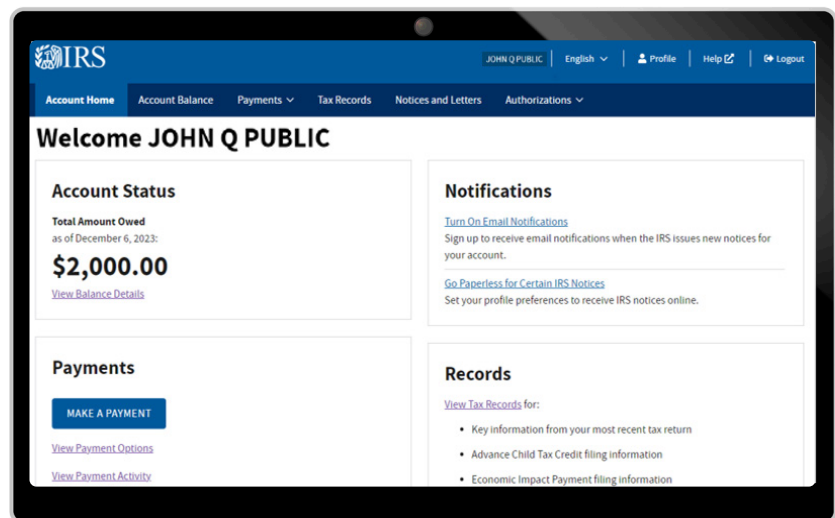 IRS
JOHN Q PUBLIC English Profile Help Logout
Account Home Account Balance Payments Tax Records Notices and Letters Authorizations
Welcome JOHN Q PUBLIC
Account Status
Total Amount Owed
as of December 6, 2023:
$2,000.00
View Balance Details
Notifications
Turn On Email Notifications
Sign up to receive email notifications when the IRS issues new notices for
your account.
Go Paperless for Certain IRS Notices
Set your profile preferences to receive IRS notices online.
Payments
MAKE A PAYMENT
View Payment Options
View Payment Activity
Records
View Tax Records for:
• Key information from your most recent tax return
• Advance Child Tax Credit filing information
• Economic Impact Payment filing information